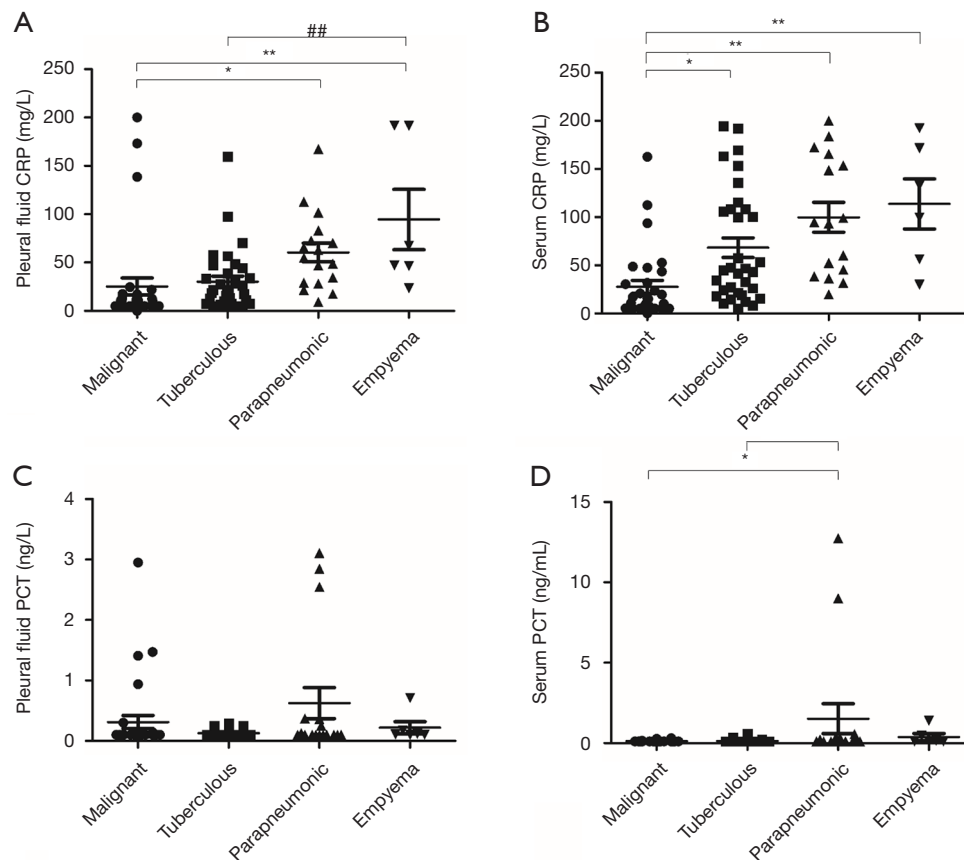 A
##
**
*
Pleural fluid CRP (mg/L)
250
200
150
100
50
0
Malignant
Tuberculous
Parapneumonic
Empyema
B
**
**
*
Serum CRP (mg/L)
250
200
150
100
50
0
Malignant
Tuberculous
Parapneumonic
Empyema
C
Pleural fluid PCT (ng/L)
4
3
2
1
0
Malignant
Tuberculous
Parapneumonic
Empyema
D
*
Serum PCT (ng/mL)
15
10
5
0
Malignant
Tuberculous
Parapneumonic
Empyema